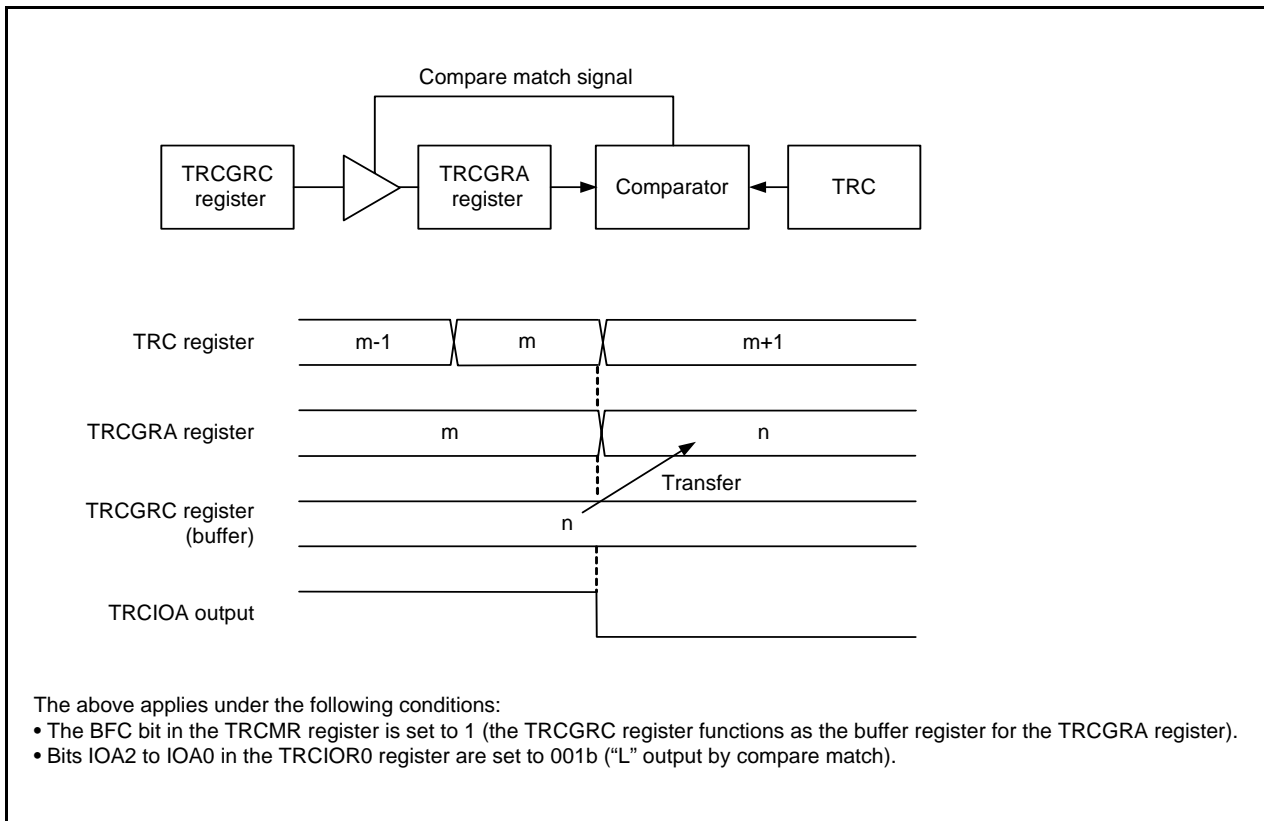 Compare match signal
TRCGRC
register
TRCGRA
register
Comparator
TRC
TRC register
m-1
m
m+1
TRCGRA register
m
n
Transfer
TRCGRC register
(buffer)
n
TRCIOA output
The above applies under the following conditions:
• The BFC bit in the TRCMR register is set to 1 (the TRCGRC register functions as the buffer register for the TRCGRA register).
• Bits IOA2 to IOA0 in the TRCIOR0 register are set to 001b (“L” output by compare match).